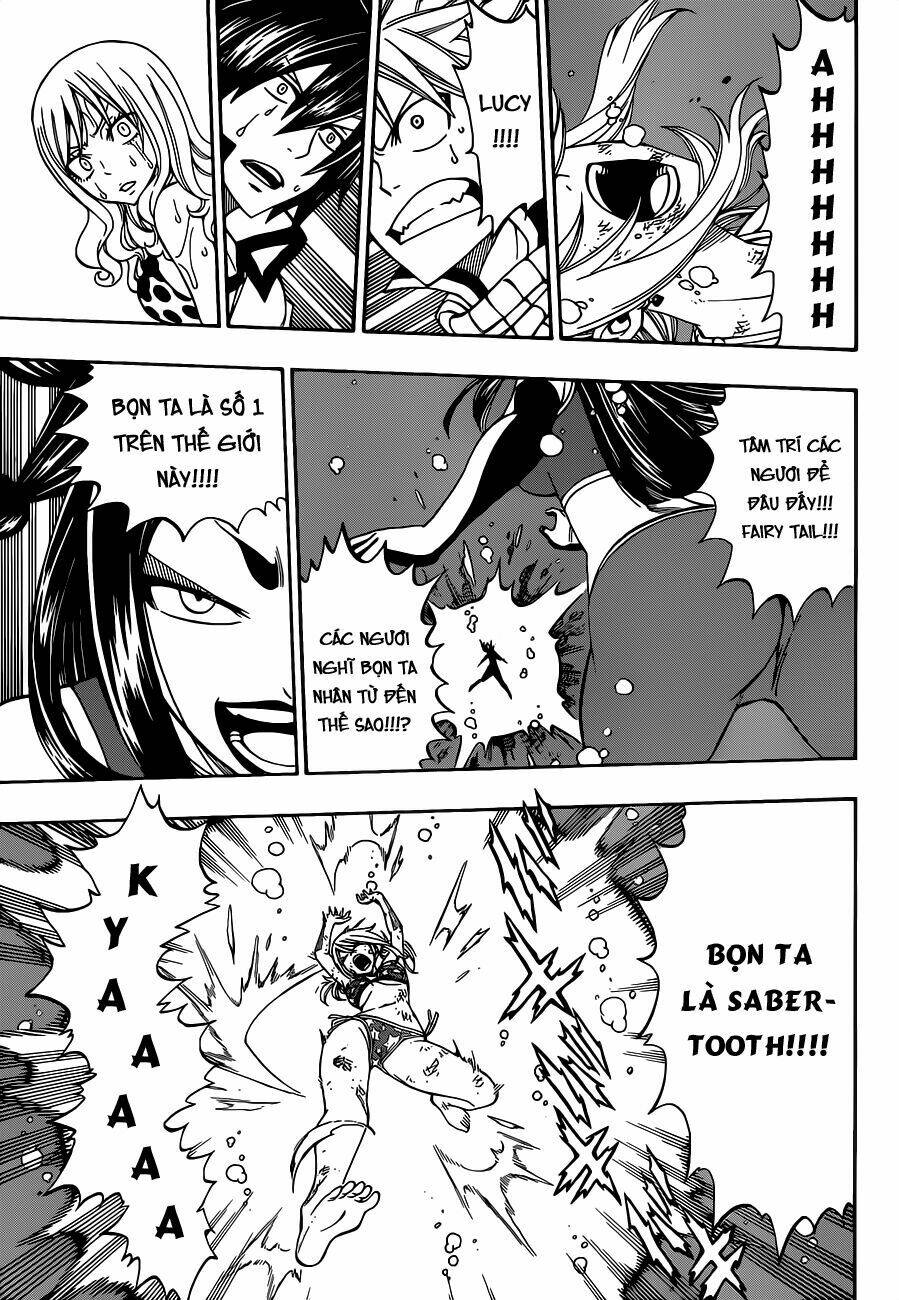 A
H
H
H
H
H
H
H
LUCY
!!!!
TÂM TRÍ CÁC
NGƯƠI ĐỂ
ĐÂU ĐẤY!!!
FAIRY TAIL!!!
CÁC NGƯƠI
NGHĨ BỌN TA
NHÂN TỪ ĐẾN
THẾ SAO!!!?
BỌN TA LÀ SỐ 1
TRÊN THẾ GIỚI
NÀY!!!!
BỌN TA
LÀ SABER-
TOOTH!!!!
K
Y
A
A
A
A
A
A